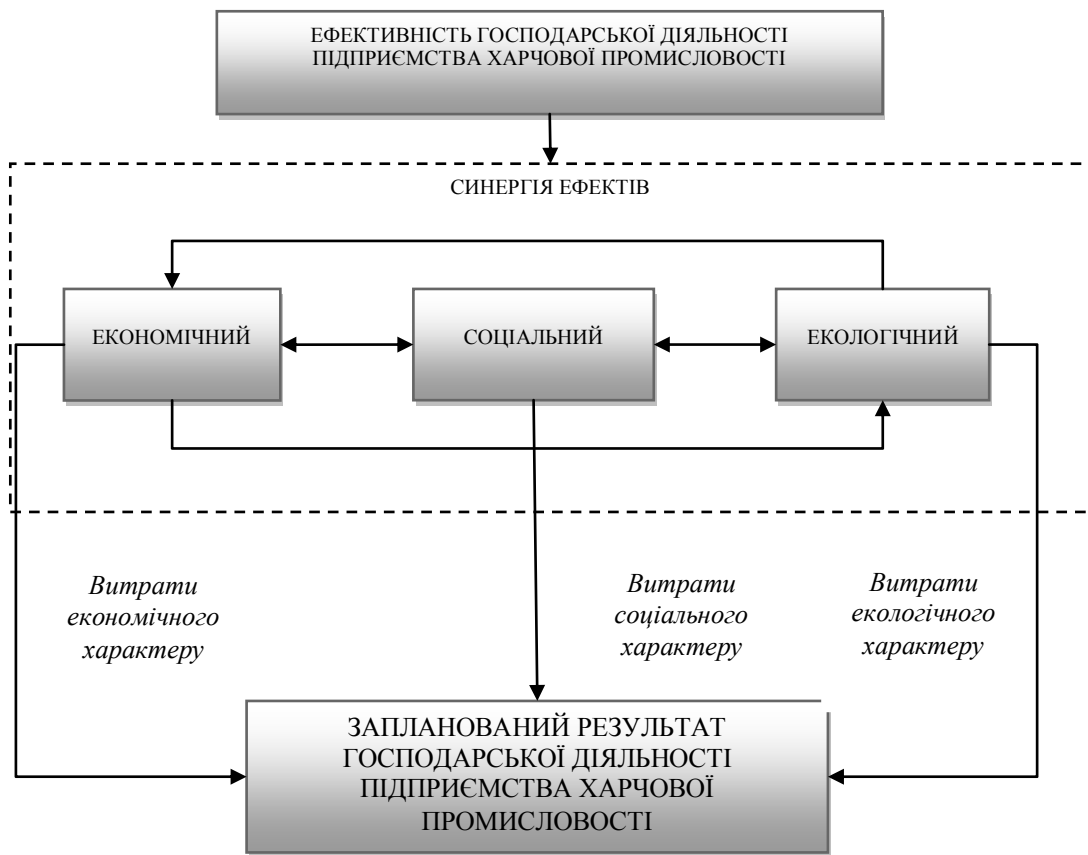 ЕФЕКТИВНІСТЬ ГОСПОДАРСЬКОЇ ДІЯЛЬНОСТІ
ПІДПРИЄМСТВА ХАРЧОВОЇ ПРОМИСЛОВОСТІ
СИНЕРГІЯ ЕФЕКТІВ
ЕКОНОМІЧНИЙ
СОЦІАЛЬНИЙ
ЕКОЛОГІЧНИЙ
Витрати
економічного
характеру
Витрати
соціального
характеру
Витрати
екологічного
характеру
ЗАПЛАНОВАНИЙ РЕЗУЛЬТАТ
ГОСПОДАРСЬКОЇ ДІЯЛЬНОСТІ
ПІДПРИЄМСТВА ХАРЧОВОЇ
ПРОМИСЛОВОСТІ